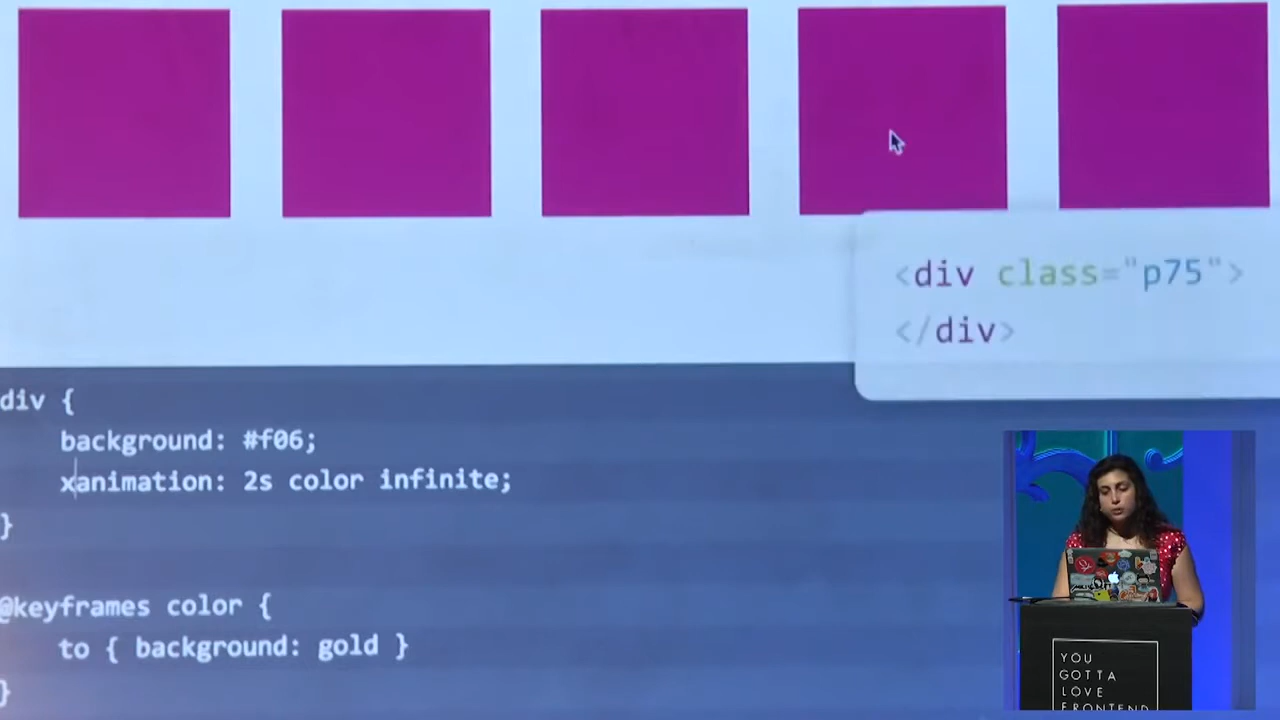 <div class="p75">
</div>
div {
background: #f06;
xanimation: 2s color infinite;
}
@keyframes color {
to { background: gold }
}
YOU
GOTTA
LOVE
FRONTEND